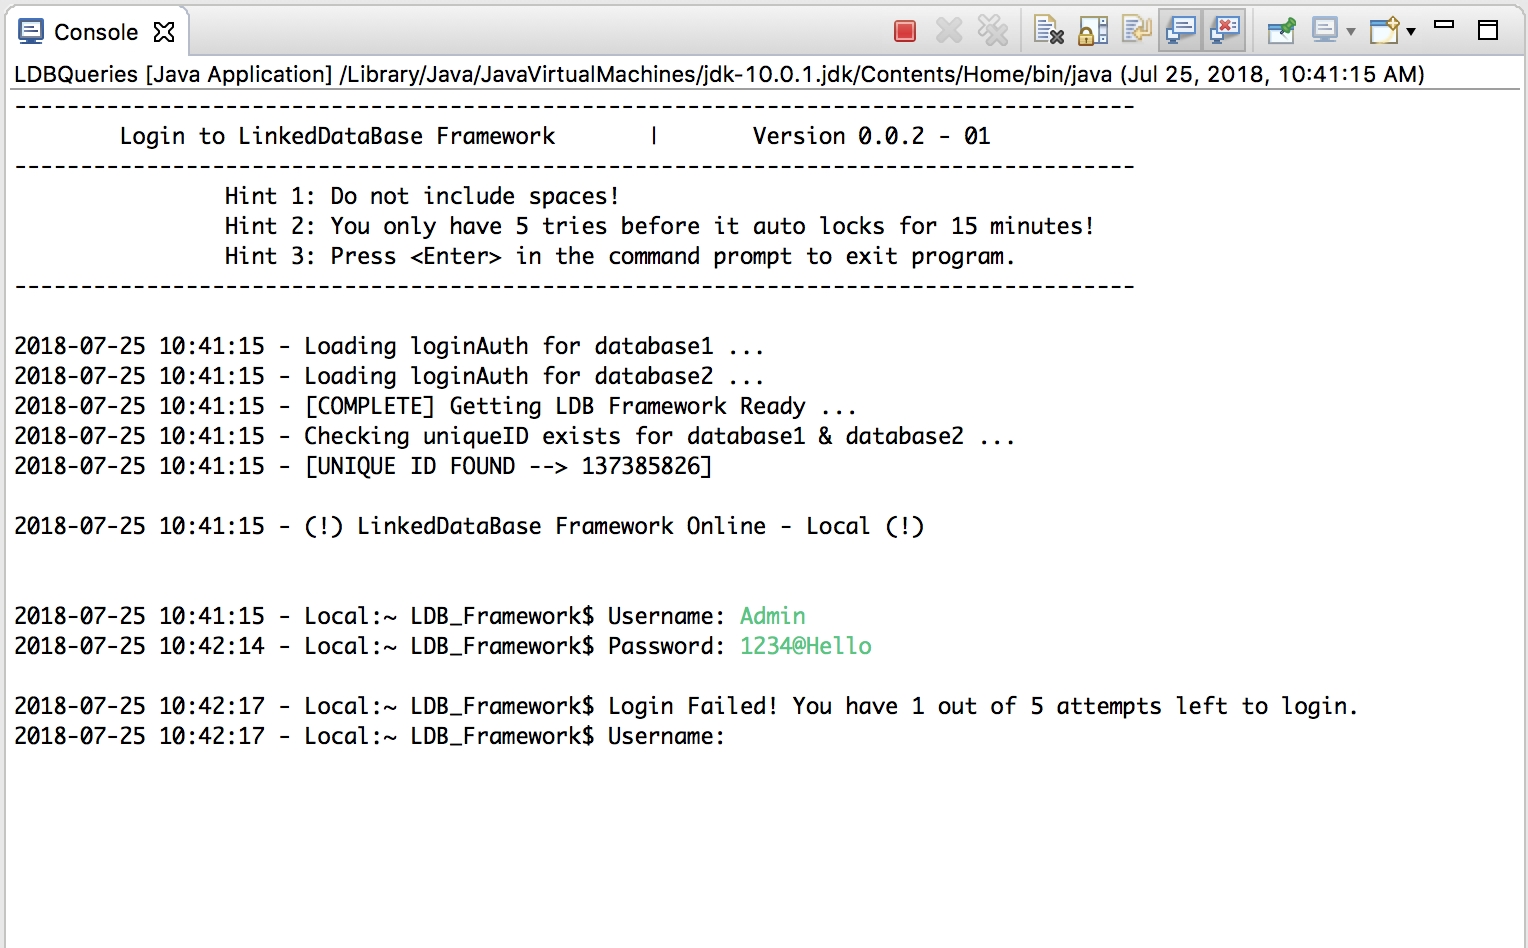 Console
LDBQueries [Java Application] /Library/Java/JavaVirtualMachines/jdk-10.0.1.jdk/Contents/Home/bin/java (Jul 25, 2018, 10:41:15 AM)
-------------------------------------------------------------------------------------
Login to LinkedDataBase Framework | Version 0.0.2 - 01
-------------------------------------------------------------------------------------
Hint 1: Do not include spaces!
Hint 2: You only have 5 tries before it auto locks for 15 minutes!
Hint 3: Press <Enter> in the command prompt to exit program.
-------------------------------------------------------------------------------------
2018-07-25 10:41:15 - Loading loginAuth for database1 ...
2018-07-25 10:41:15 - Loading loginAuth for database2 ...
2018-07-25 10:41:15 - [COMPLETE] Getting LDB Framework Ready ...
2018-07-25 10:41:15 - Checking uniqueID exists for database1 & database2 ...
2018-07-25 10:41:15 - [UNIQUE ID FOUND --> 137385826]
2018-07-25 10:41:15 - (!) LinkedDataBase Framework Online - Local (!)
2018-07-25 10:41:15 - Local:~ LDB_Framework$ Username: Admin
2018-07-25 10:42:14 - Local:~ LDB_Framework$ Password: 1234@Hello
2018-07-25 10:42:17 - Local:~ LDB_Framework$ Login Failed! You have 1 out of 5 attempts left to login.
2018-07-25 10:42:17 - Local:~ LDB_Framework$ Username: